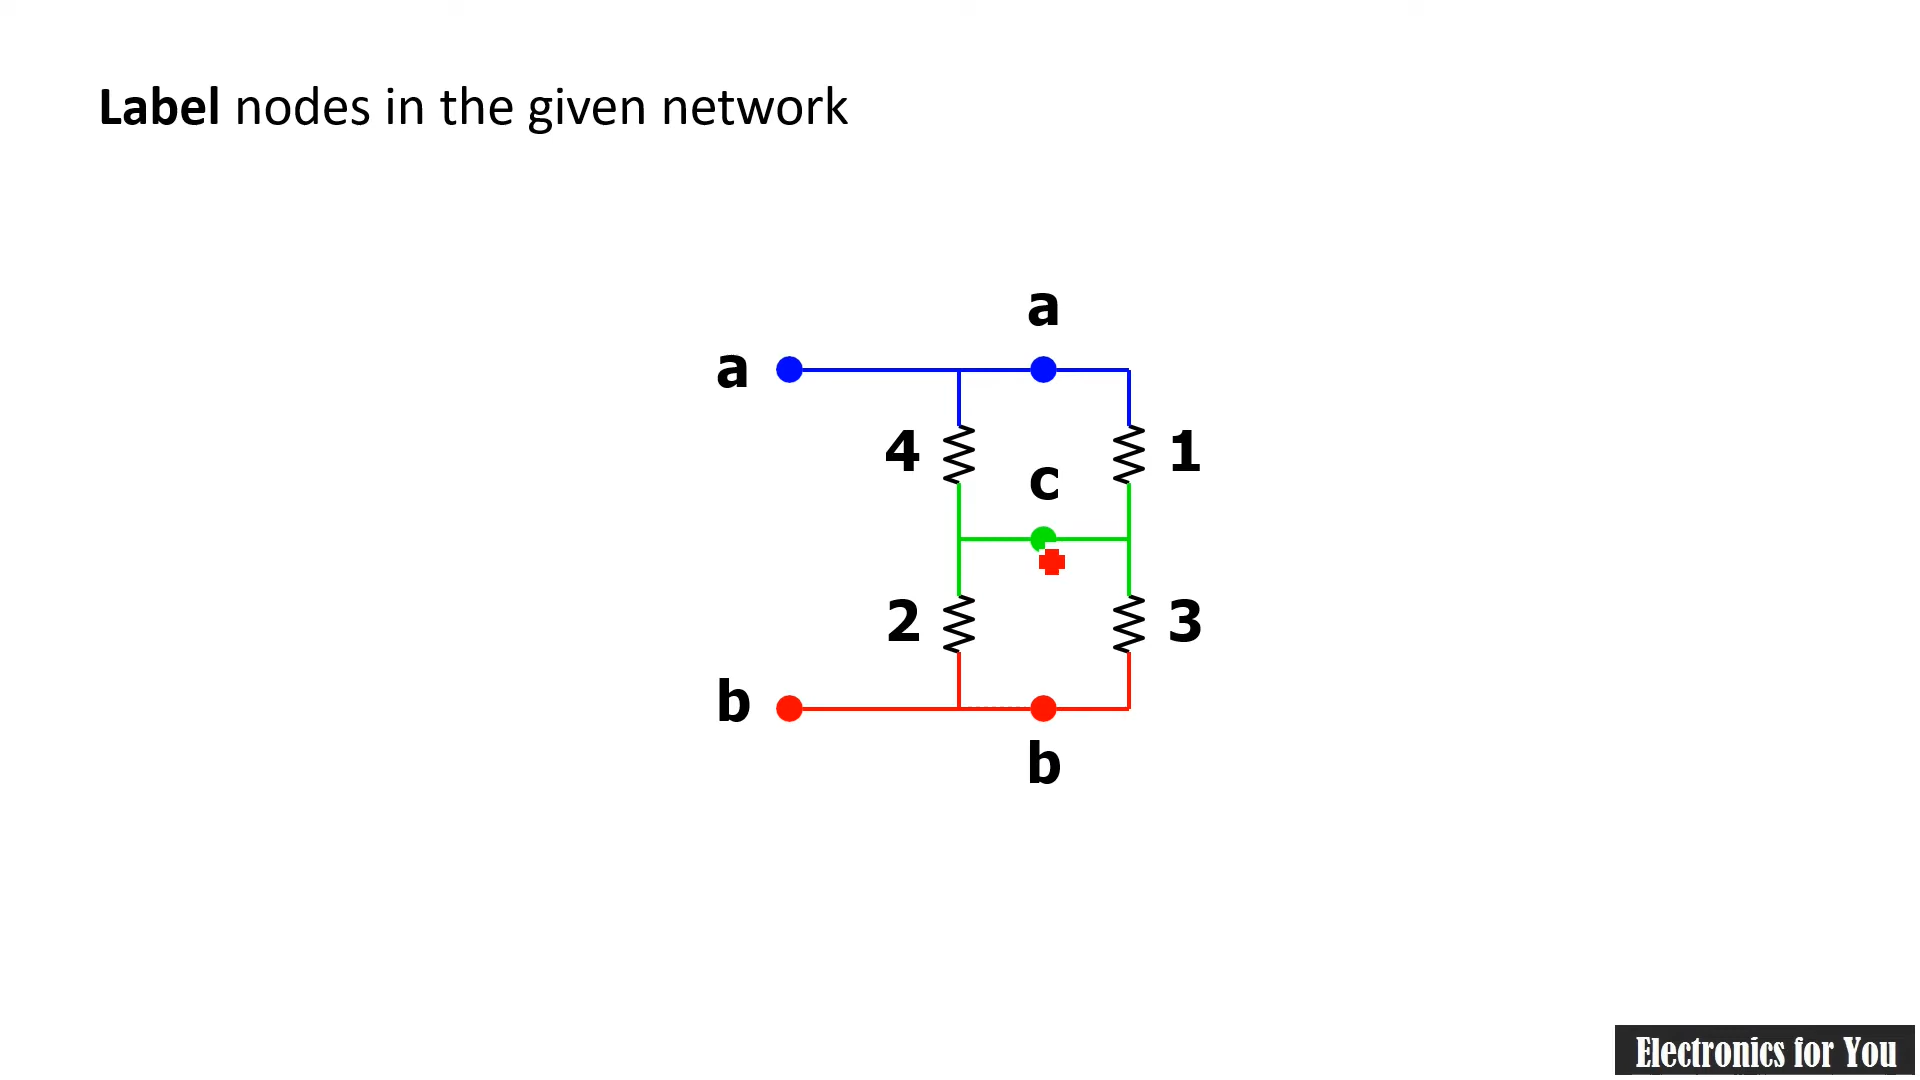 Label nodes in the given network
a
a
4
1
c
2
3
b
b
Electronics for You